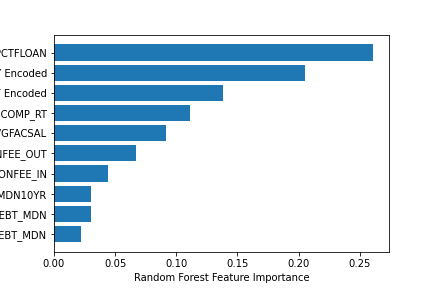 PCTFLOAN
Encoded
Encoded
COMP_RT
GFACSAL
NFEE_OUT
ONFEE_IN
MDN10YR
EBT_MDN
EBT_MDN
0.00 0.05 0.10 0.15 0.20 0.25
Random Forest Feature Importance